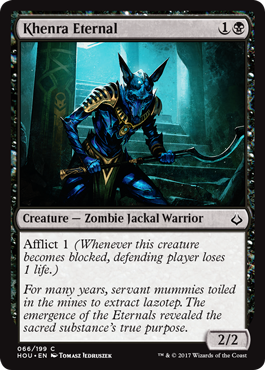 Khenra Eternal 1
Creature — Zombie Jackal Warrior
Afflict 1 (Whenever this creature
becomes blocked, defending player loses
1 life.)
For many years, servant mummies toiled
in the mines to extract lazotep. The
emergence of the Eternals revealed the
sacred substance's true purpose.
2/2
066/199 C
HOU • EN Tomasz Jedruszek
™ & © 2017 Wizards of the Coast